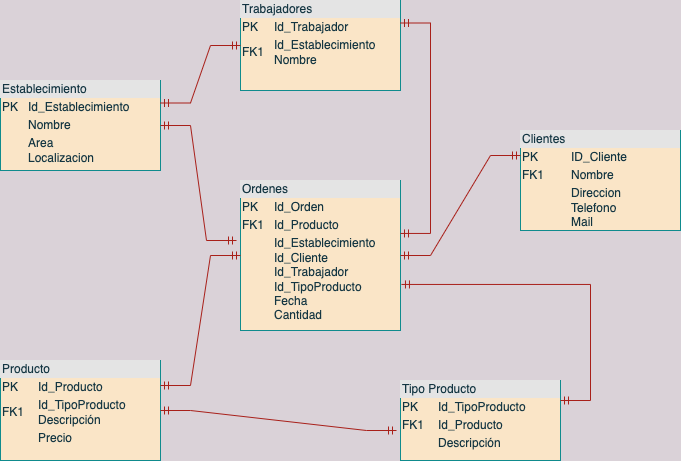 Trabajadores
PK Id_Trabajador
FK1 Id_Establecimiento
Nombre
Establecimiento
PK Id_Establecimiento
Nombre
Area
Localizacion
Clientes
PK ID_Cliente
FK1 Nombre
Direccion
Telefono
Mail
Ordenes
PK Id_Orden
FK1 Id_Producto
Id_Establecimiento
Id_Cliente
Id_Trabajador
Id_TipoProducto
Fecha
Cantidad
Producto
PK Id_Producto
FK1 Id_TipoProducto
Descripción
Precio
Tipo Producto
PK Id_TipoProducto
FK1 Id_Producto
Descripción